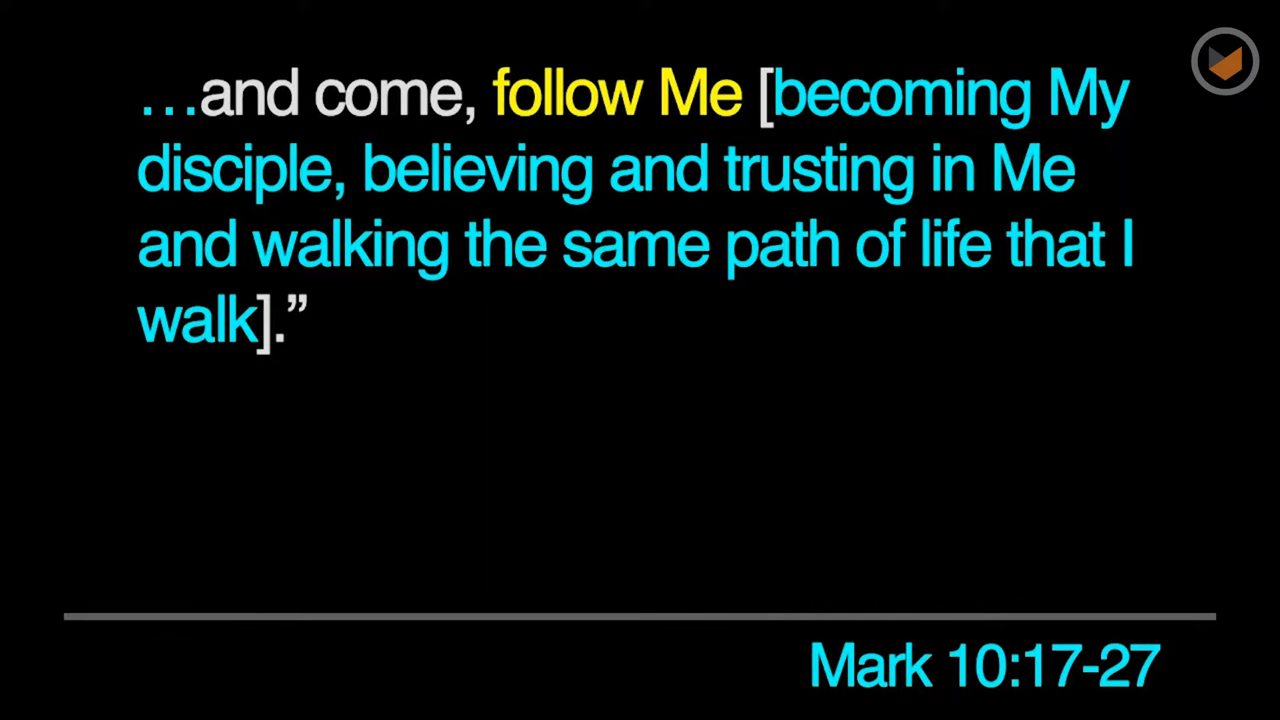 …and come, follow Me [becoming My
disciple, believing and trusting in Me
and walking the same path of life that I
walk].”
Mark 10:17-27